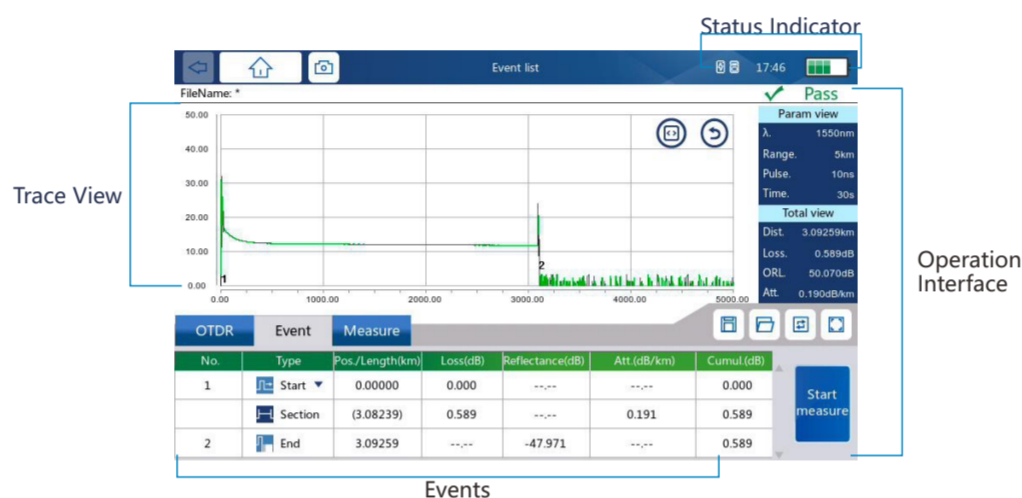 Status Indicator
Event list 17:46
FileName: * Pass
Trace View
50.00
40.00
30.00
20.00
10.00
0.00
1
2
0.00 1000.00 2000.00 3000.00 4000.00 5000.00
Param view
λ. 1550nm
Range. 5km
Pulse. 10ns
Time. 30s
Total view
Dist. 3.09259km
Loss. 0.589dB
ORL. 50.070dB
Att. 0.190dB/km
Operation
Interface
OTDR Event Measure
No. Type Pos./Length(km) Loss(dB) Reflectance(dB) Att.(dB/km) Cumul.(dB)
1 Start 0.00000 0.000 --.-- --.-- 0.000
Section (3.08239) 0.589 --.-- 0.191 0.589
2 End 3.09259 --.-- -47.971 --.-- 0.589
Start
measure
Events